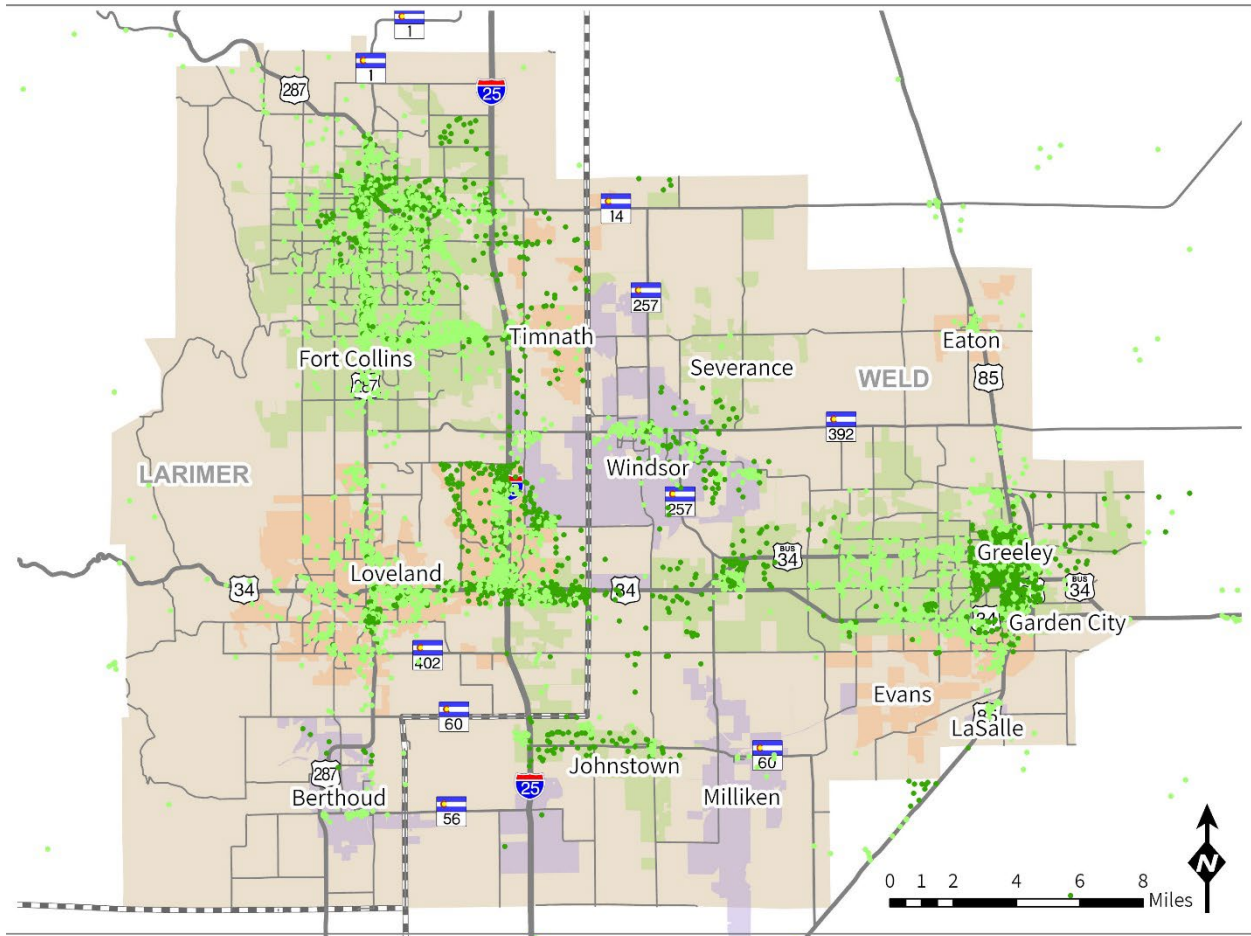 1
1
287
25
14
257
Timnath
Eaton
Fort Collins
287
Severance
WELD
85
392
LARIMER
Windsor
257
Greeley
BUS
34
Loveland
34
34
BUS
34
34
Garden City
402
Evans
60
LaSalle
Johnstown
60
287
Berthoud
25
Milliken
56
N
0 1 2 4 6 8
Miles